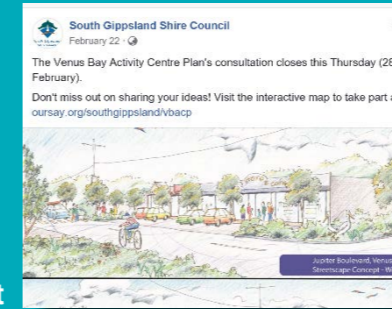 South Gippsland Shire Council
February 22
The Venus Bay Activity Centre Plan's consultation closes this Thursday (28
February).
Don't miss out on sharing your ideas! Visit the interactive map to take part a
oursay.org/southgippsland/vbacp
Jupiter Boulevard, Venus
Streetscape Concept - W
t